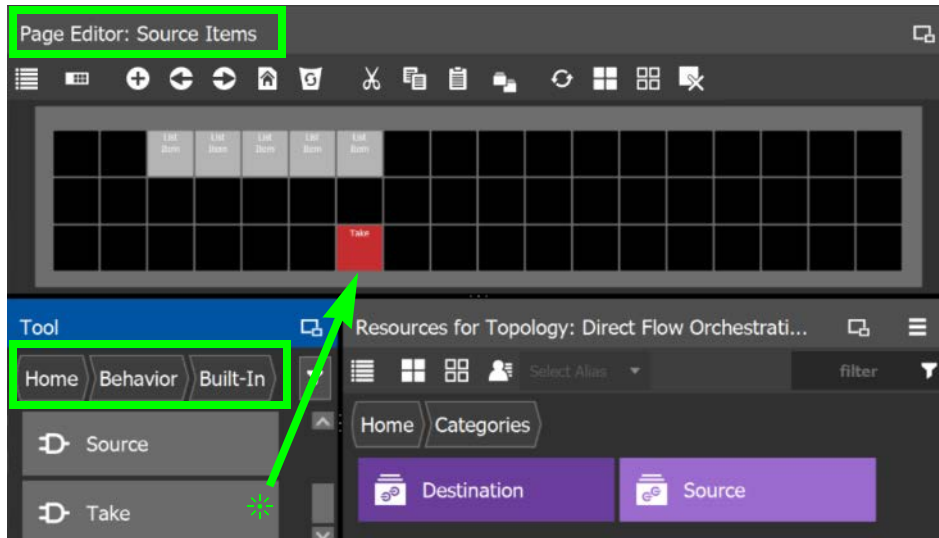 Page Editor: Source Items
List Item
List Item
List Item
List Item
List Item
Take
Tool
Home Behavior Built-In
Source
Take
Resources for Topology: Direct Flow Orchestrati...
Select Alias
filter
Home Categories
Destination
Source